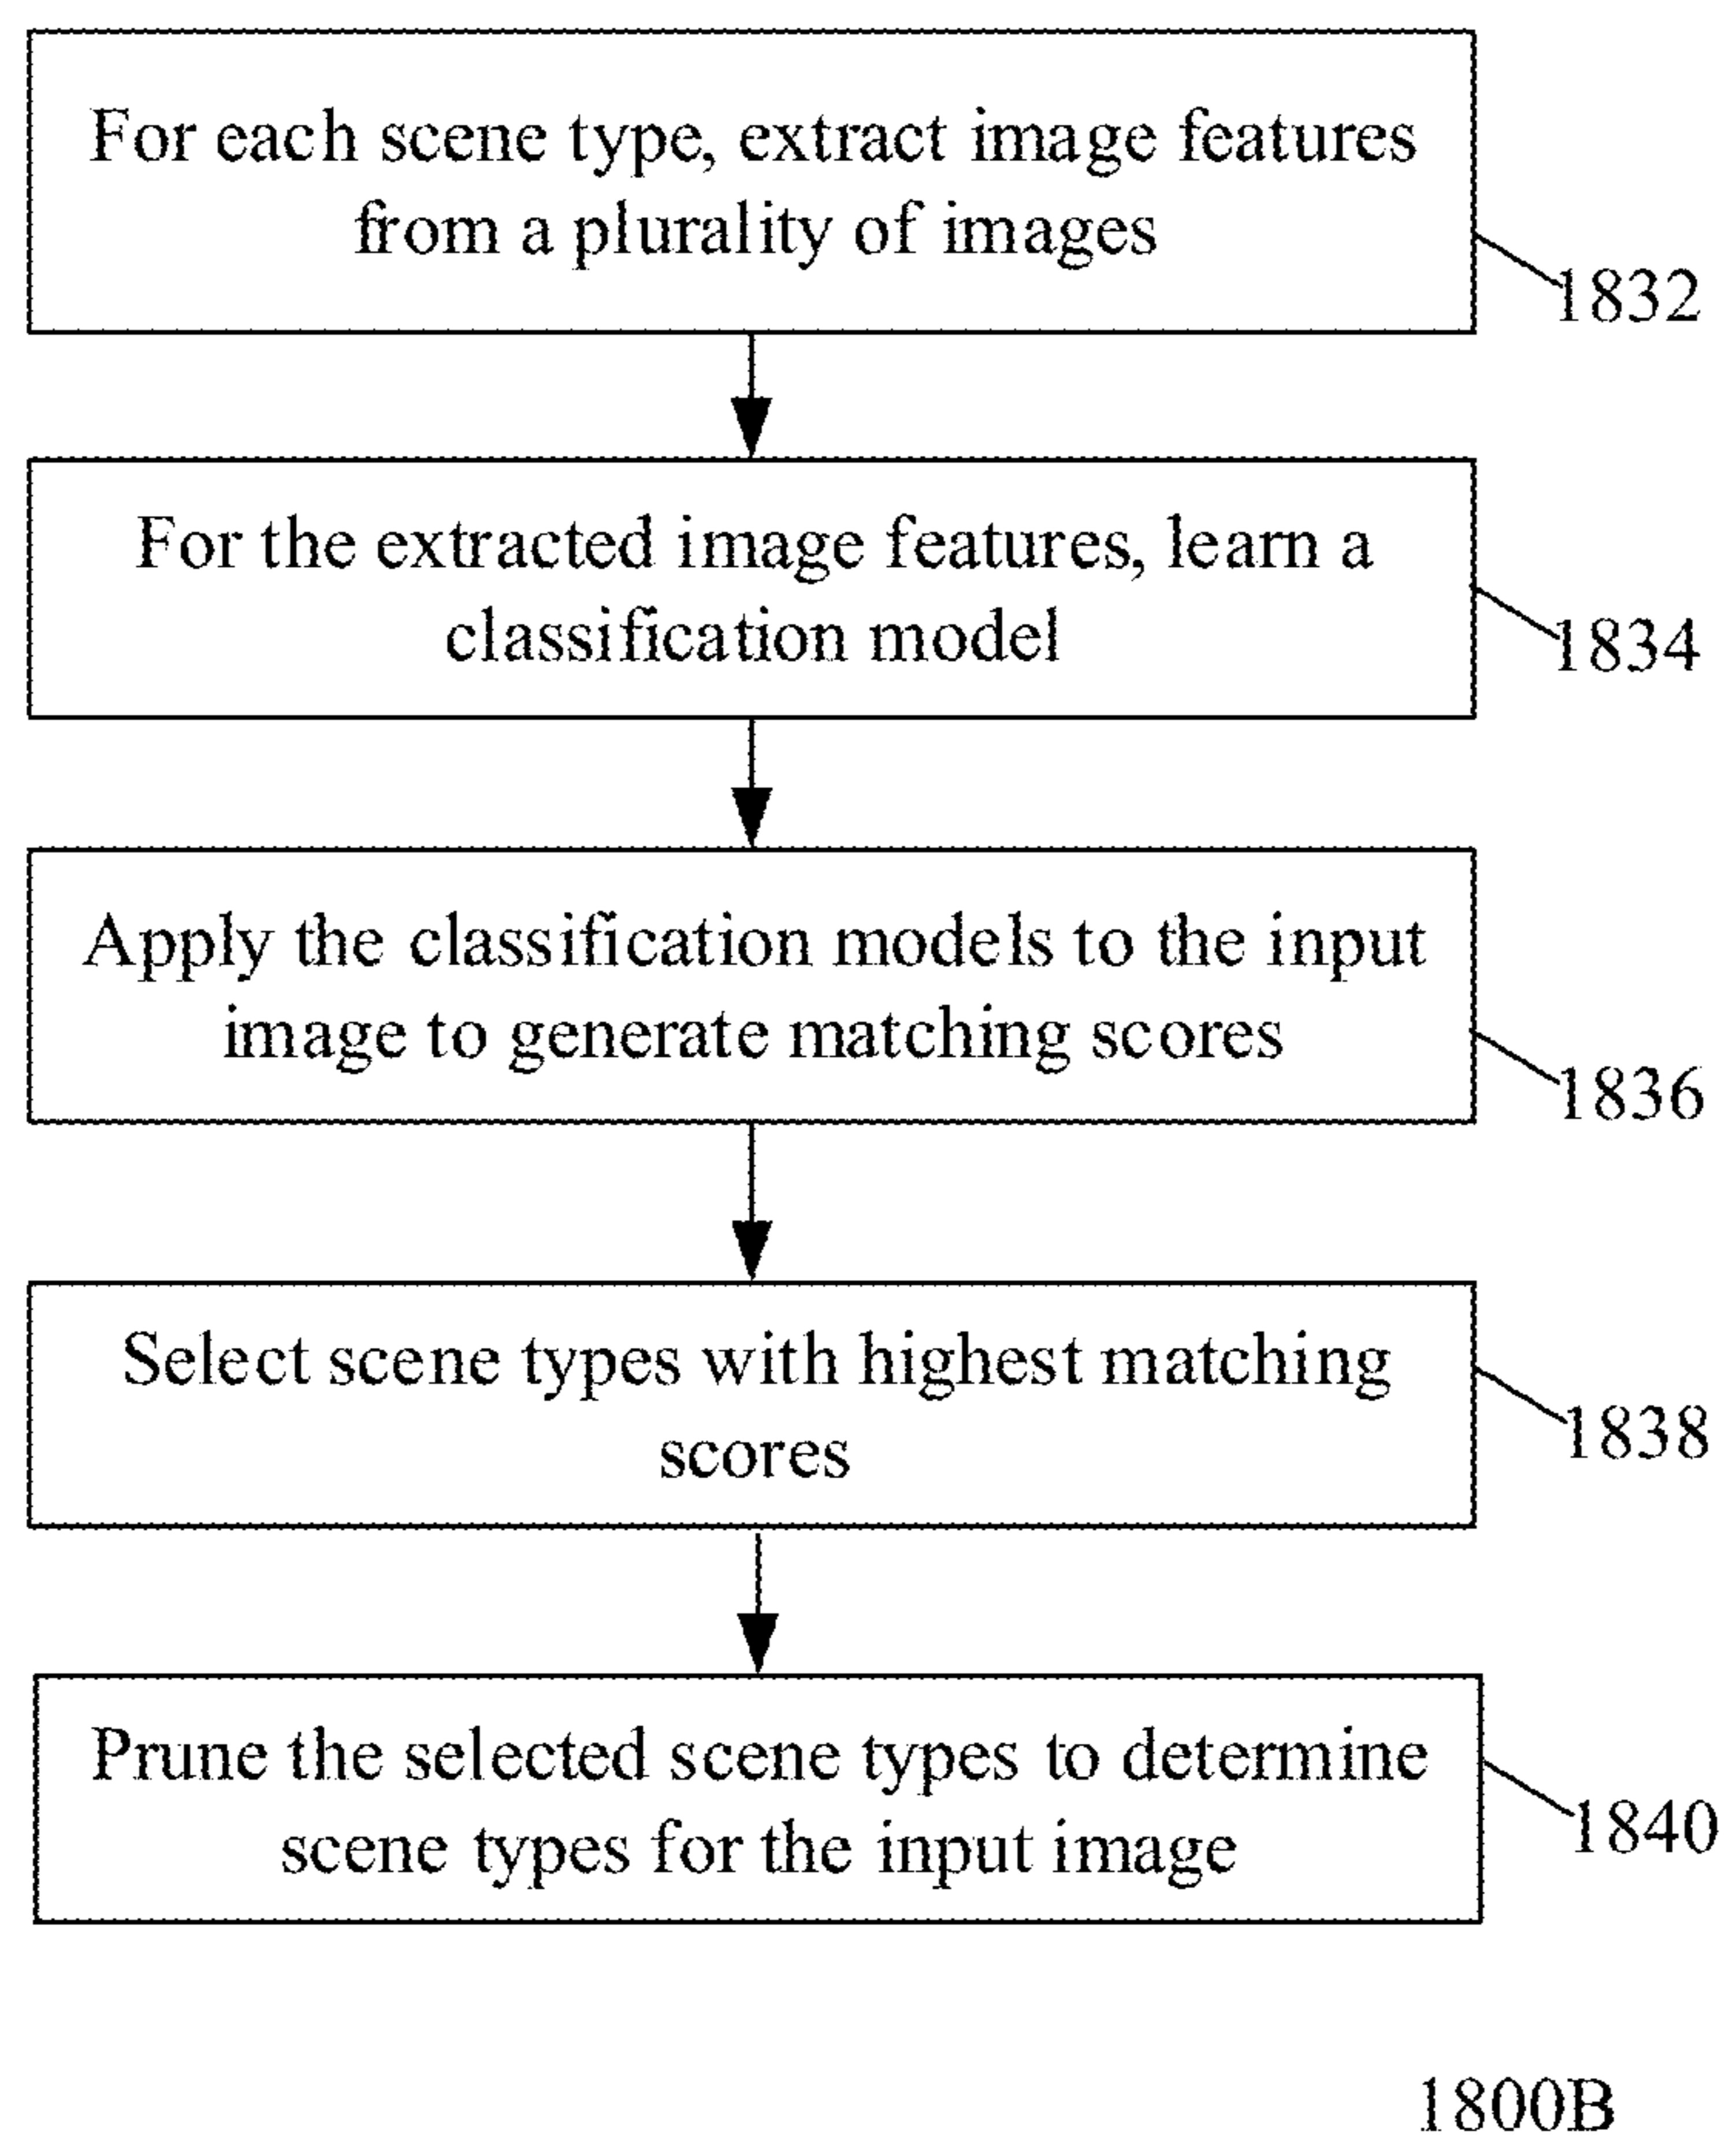 For each scene type, extract image features
from a plurality of images
1832
For the extracted image features, learn a
classification model
1834
Apply the classification models to the input
image to generate matching scores
1836
Select scene types with highest matching
scores
1838
Prune the selected scene types to determine
scene types for the input image
1840
1800B